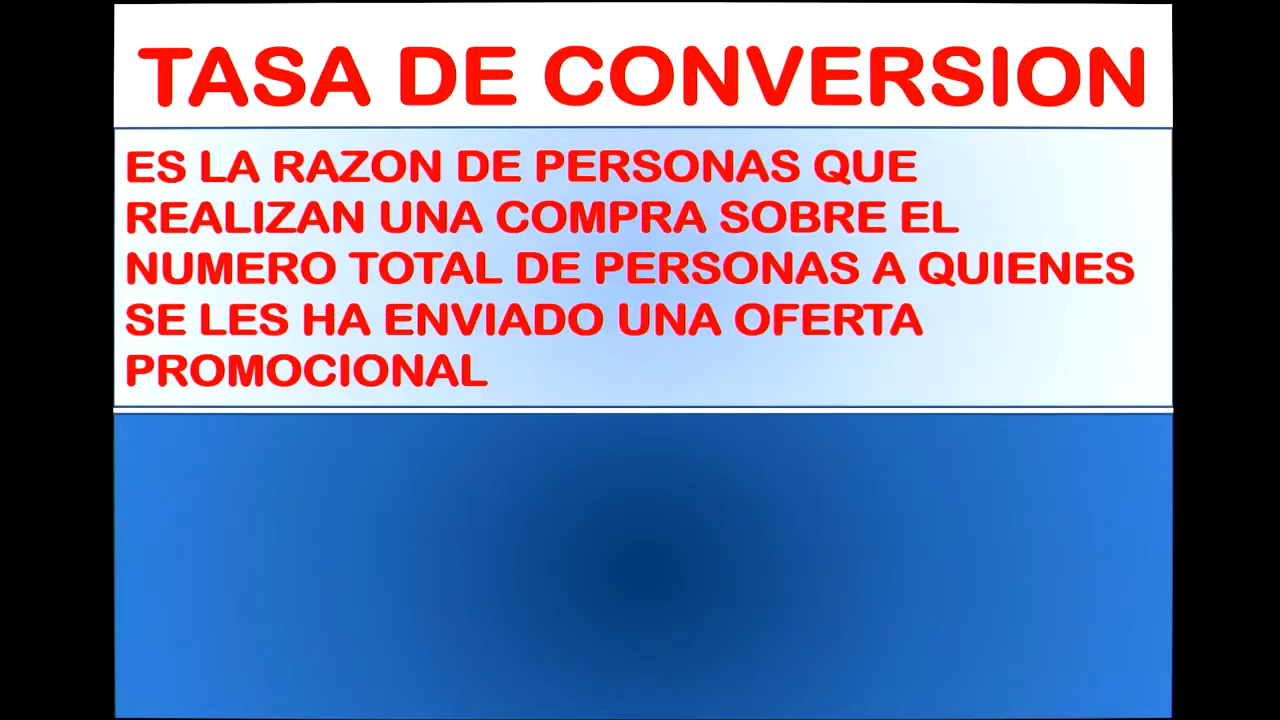 TASA DE CONVERSION
ES LA RAZON DE PERSONAS QUE
REALIZAN UNA COMPRA SOBRE EL
NUMERO TOTAL DE PERSONAS A QUIENES
SE LES HA ENVIADO UNA OFERTA
PROMOCIONAL